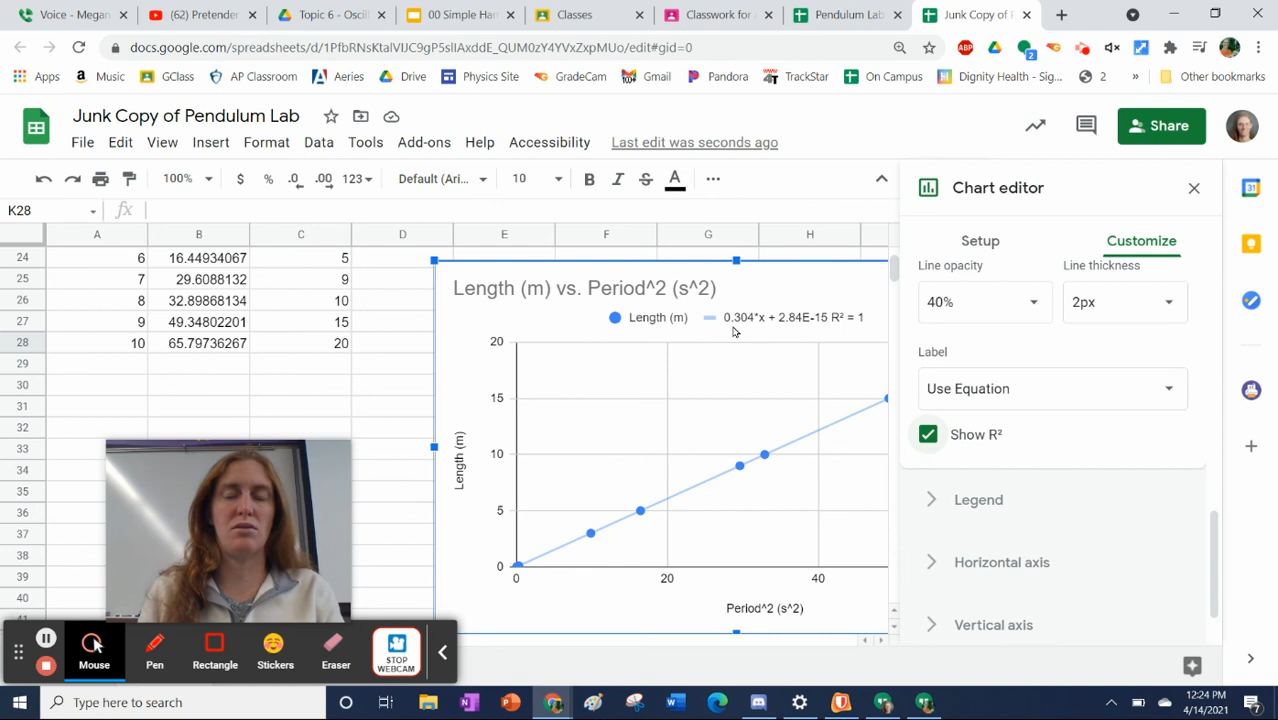 Voice - Megan
(62) Pretender
Topic 6 - Oscil
00 Simple Ha
Classes
Classwork for
Pendulum Lab
Junk Copy of P
docs.google.com/spreadsheets/d/1PfbRNsKtaIVlJC9gP5sIIAxddE_QUM0zY4YVxZxpMUo/edit#gid=0
Apps
Music
GClass
AP Classroom
Aeries
Drive
Physics Site
GradeCam
Gmail
Pandora
TrackStar
On Campus
Dignity Health - Sig...
2
»
Other bookmarks
Junk Copy of Pendulum Lab
File Edit View Insert Format Data Tools Add-ons Help Accessibility Last edit was seconds ago
Share
100% $ % .0 .00 123 Default (Ari... 10 B I S A
K28
fx
A B C D E F G H
24 6 16.44934067 5
25 7 29.6088132 9
26 8 32.89868134 10
27 9 49.34802201 15
28 10 65.79736267 20
29
30
31
32
33
34
35
36
37
38
39
40
Length (m) vs. Period^2 (s^2)
Length (m)
0.304*x + 2.84E-15 R² = 1
20
15
10
5
0
0 20 40
Length (m)
Period^2 (s^2)
Chart editor
Setup
Customize
Line opacity
Line thickness
40%
2px
Label
Use Equation
Show R²
Legend
Horizontal axis
Vertical axis
Mouse
Pen
Rectangle
Stickers
Eraser
STOP
WEBCAM
Type here to search
12:24 PM
4/14/2021